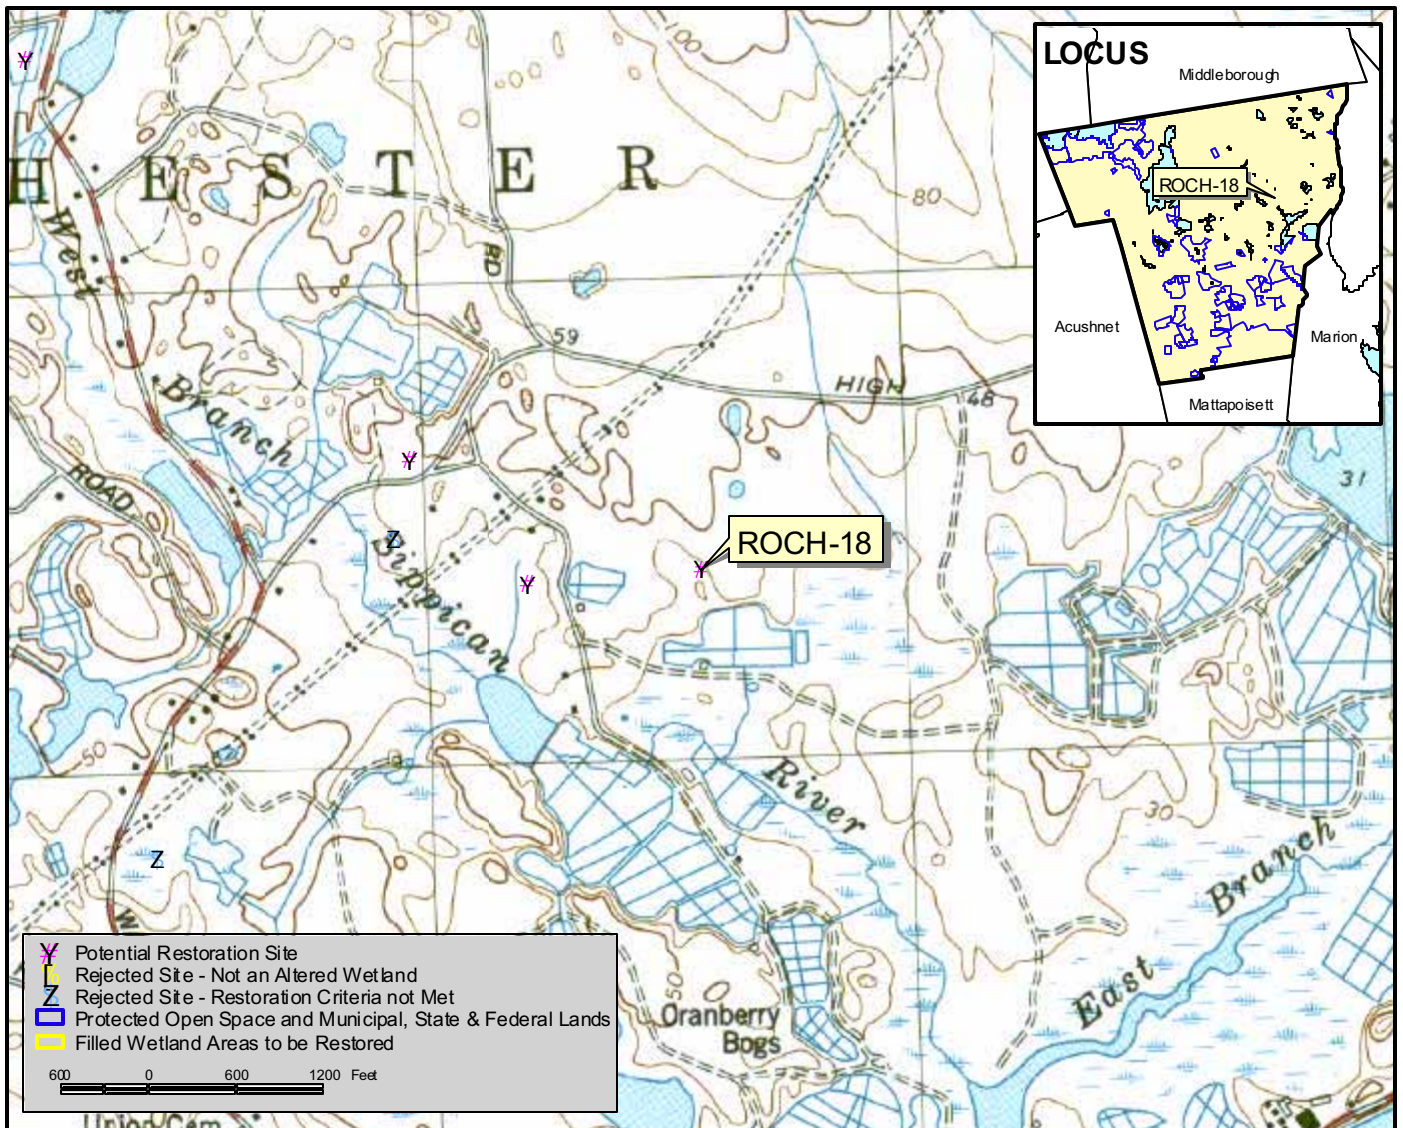 LOCUS
Middleborough
ROCH-18
Acushnet
Marion
Mattapoisett
Y
H E S T E R
80
West
RD
59
HIGH
48
31
Branch
ROAD
Y
Z
ROCH-18
Y
Y
Sippican
River
50
30
Branch
East
Z
W
50
Cranberry
Bogs
Y Potential Restoration Site
Rejected Site - Not an Altered Wetland
Z Rejected Site - Restoration Criteria not Met
Protected Open Space and Municipal, State & Federal Lands
Filled Wetland Areas to be Restored
600 0 600 1200 Feet
Union Cem